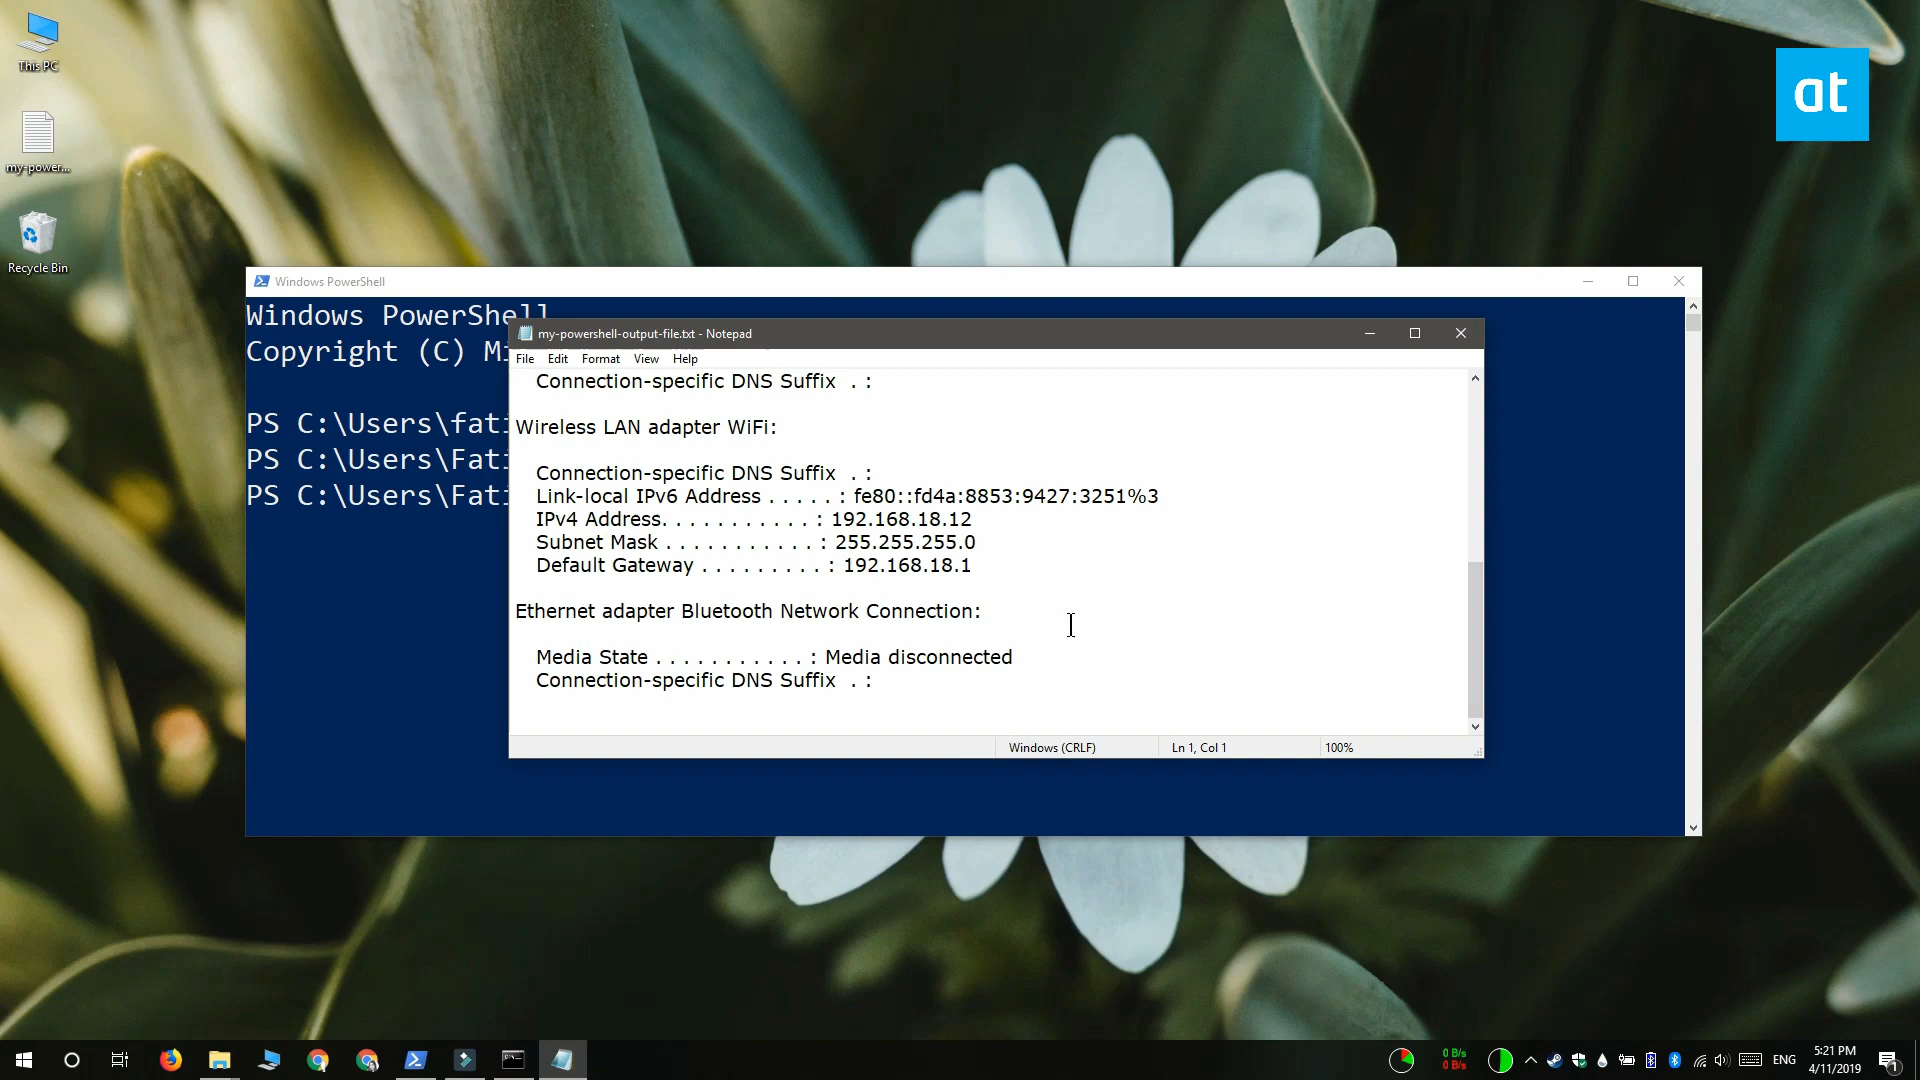 This PC
my-power...
Recycle Bin
at
Windows PowerShell
Windows PowerShell
Copyright (C) Mi
PS C:\Users\fati
PS C:\Users\Fati
PS C:\Users\Fati
my-powershell-output-file.txt - Notepad
File Edit Format View Help
Connection-specific DNS Suffix . :
Wireless LAN adapter WiFi:
Connection-specific DNS Suffix . :
Link-local IPv6 Address . . . . . : fe80::fd4a:8853:9427:3251%3
IPv4 Address. . . . . . . . . . . : 192.168.18.12
Subnet Mask . . . . . . . . . . . : 255.255.255.0
Default Gateway . . . . . . . . . : 192.168.18.1
Ethernet adapter Bluetooth Network Connection:
Media State . . . . . . . . . . . : Media disconnected
Connection-specific DNS Suffix . :
Windows (CRLF) Ln 1, Col 1 100%
0 B/s
0 B/s
ENG
5:21 PM
4/11/2019
1